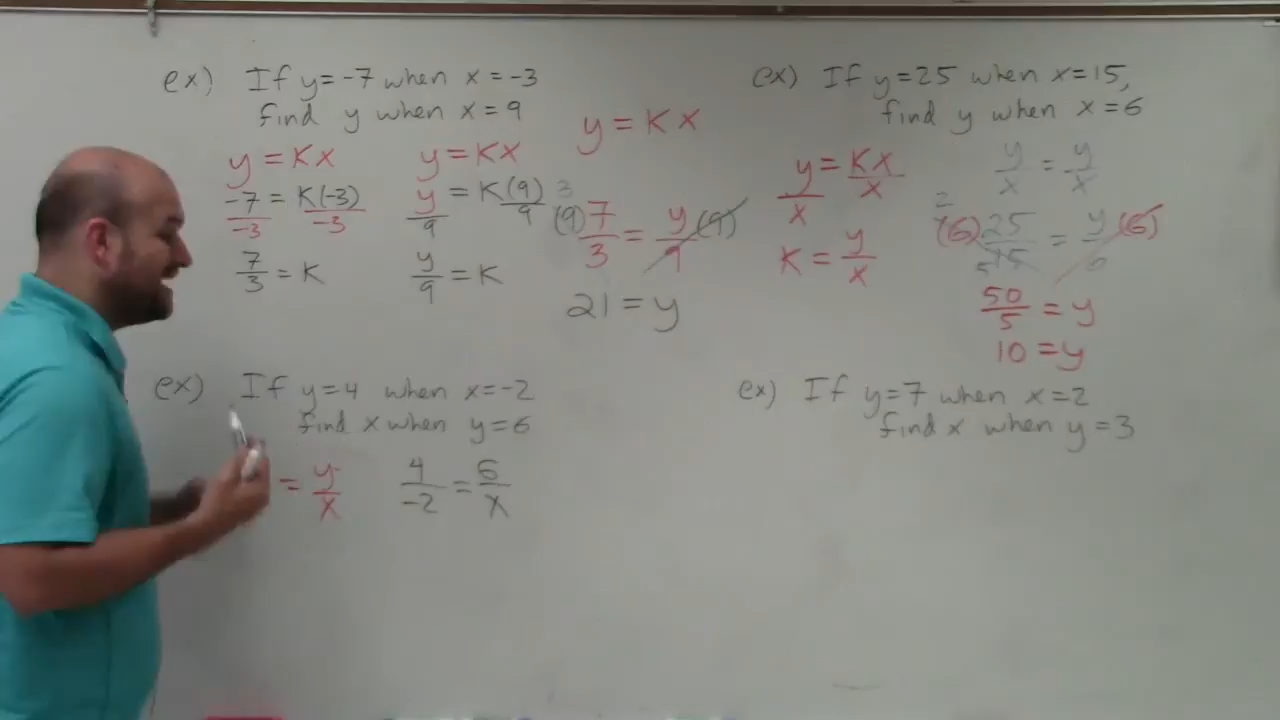 ex) If y=-7 when x=-3
find y when x=9
y=Kx
y=Kx
y=Kx
-7/-3 = K(-3)/-3
y/9 = K(9)/9
3
(9) 7/3 = y/9 (9)
7/3 = K
y/9 = K
21=y
ex) If y=25 when x=15,
find y when x=6
y/x = Kx/x
y/x = y/x
K = y/x
2
(6) 25/15 = y/6 (6)
5
50/5 = y
10=y
ex) If y=4 when x=-2
find x when y=6
= y/x
4/-2 = 6/x
ex) If y=7 when x=2
find x when y=3